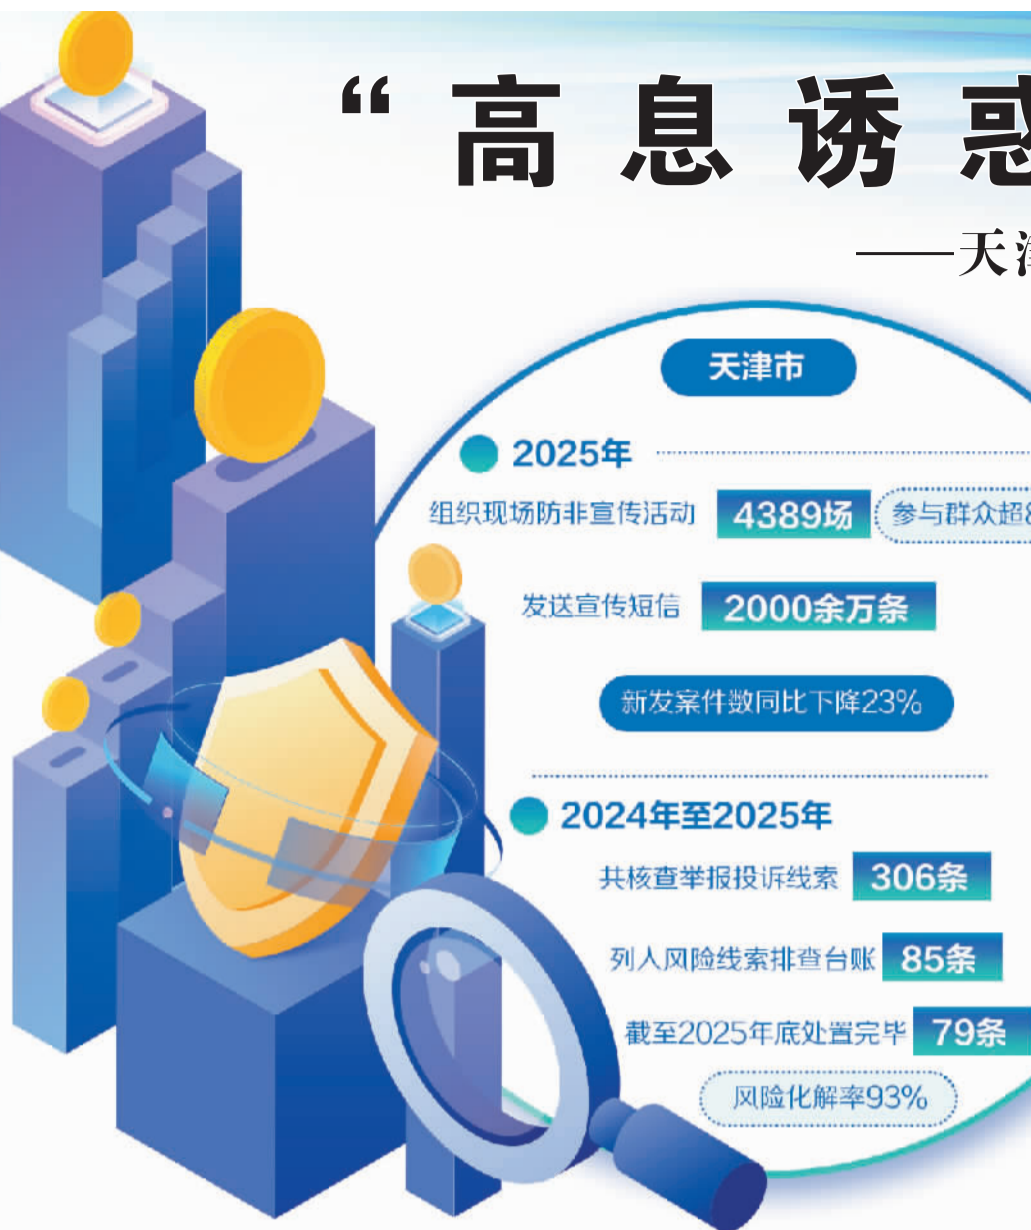 “高息诱惑
——天津
天津市
2025年
组织现场防非宣传活动 4389场 参与群众超8
发送宣传短信 2000余万条
新发案件数同比下降23%
2024年至2025年
共核查举报投诉线索 306条
列人风险线索排查台账 85条
截至2025年底处置完毕 79条
风险化解率93%